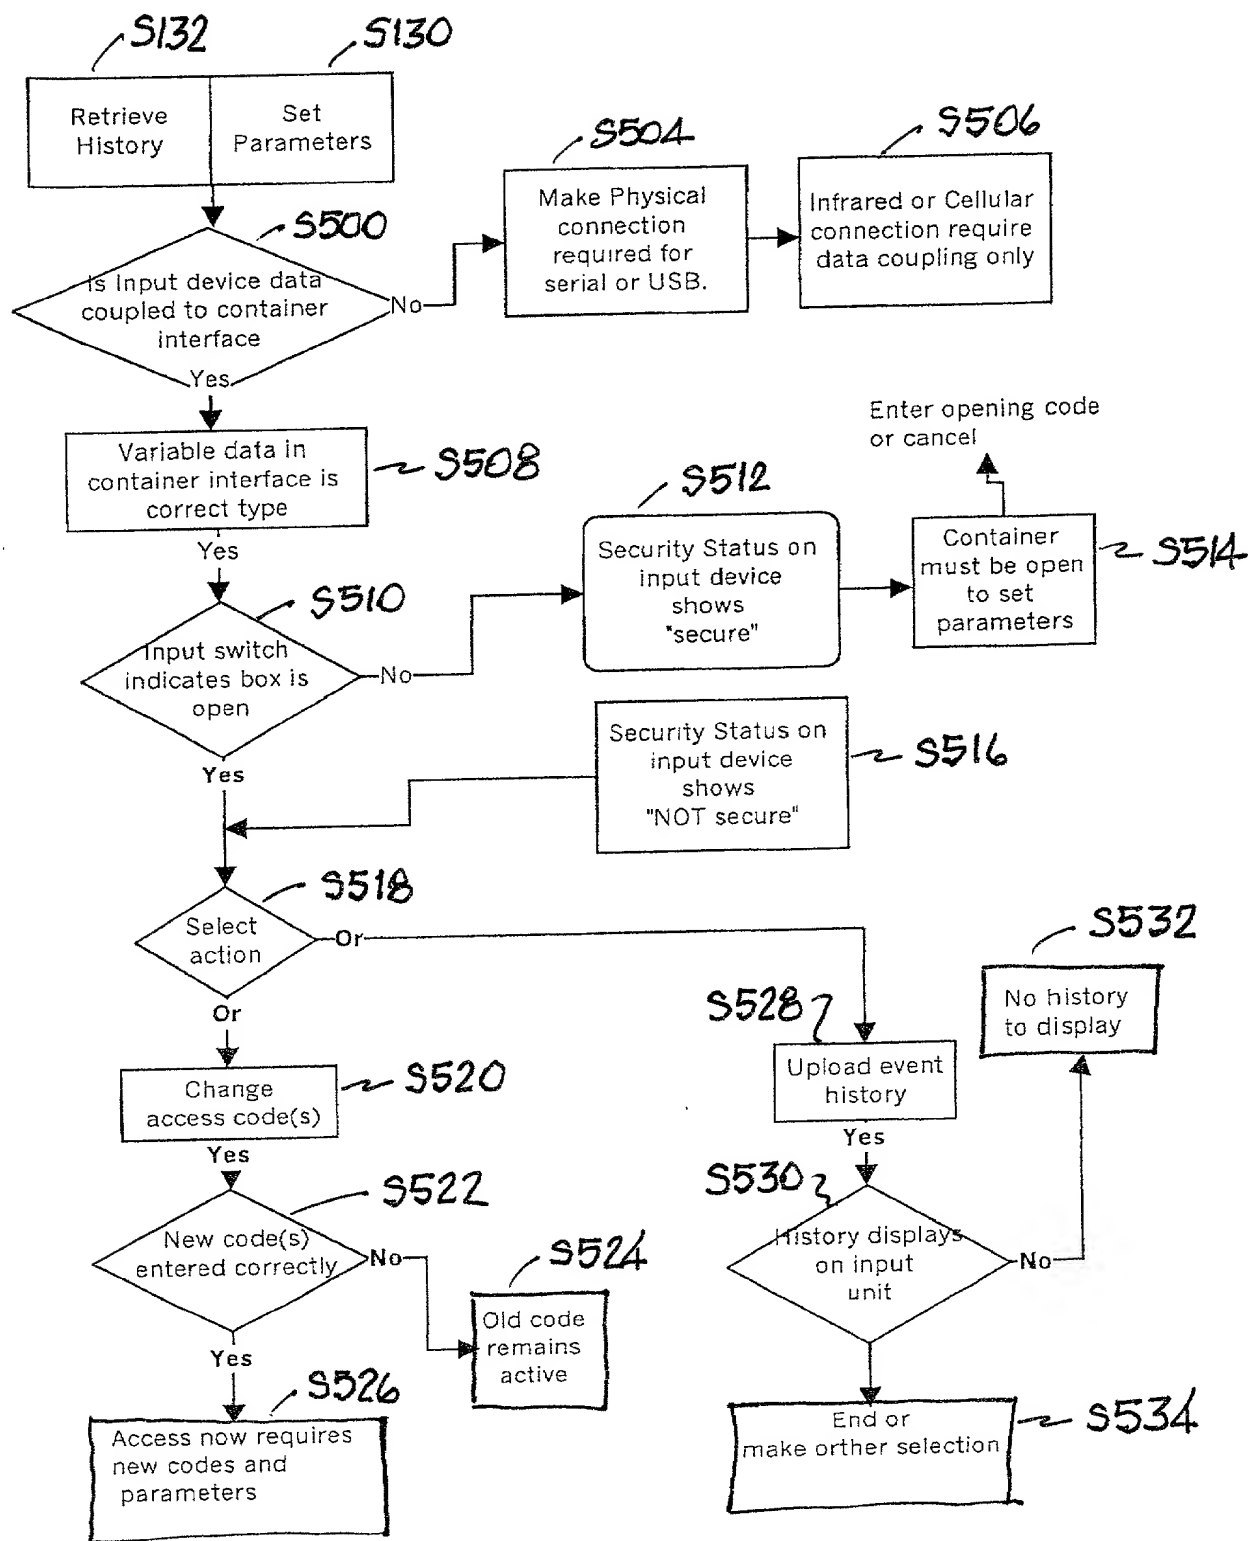 S132
S130
Retrieve
History
Set
Parameters
S504
S506
Make Physical
connection
required for
serial or USB.
Infrared or Cellular
connection require
data coupling only
S500
Is Input device data
coupled to container
interface
No
Yes
Variable data in
container interface is
correct type
S508
Enter opening code
or cancel
S512
Yes
Security Status on
input device
shows
"secure"
Container
must be open
to set
parameters
S514
S510
Input switch
indicates box is
open
No
Security Status on
input device
shows
"NOT secure"
S516
Yes
S518
Select
action
Or
Or
S532
No history
to display
S528
Upload event
history
Change
access code(s)
S520
Yes
Yes
S530
S522
New code(s)
entered correctly
No
History displays
on input
unit
No
S524
Old code
remains
active
Yes
S526
Access now requires
new codes and
parameters
End or
make orther selection
S534